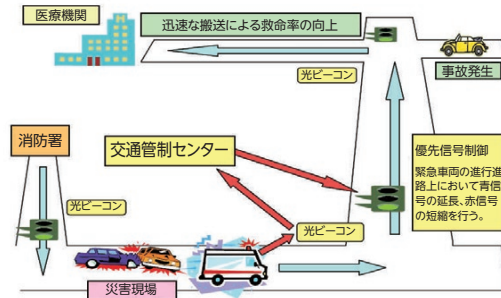 医療機関
迅速な搬送による救命率の向上
事故発生
光ビーコン
消防署
交通管制センター
優先信号制御
緊急車両の進行進
路上において青信
号の延長、赤信号
の短縮を行う。
光ビーコン
光ビーコン
災害現場